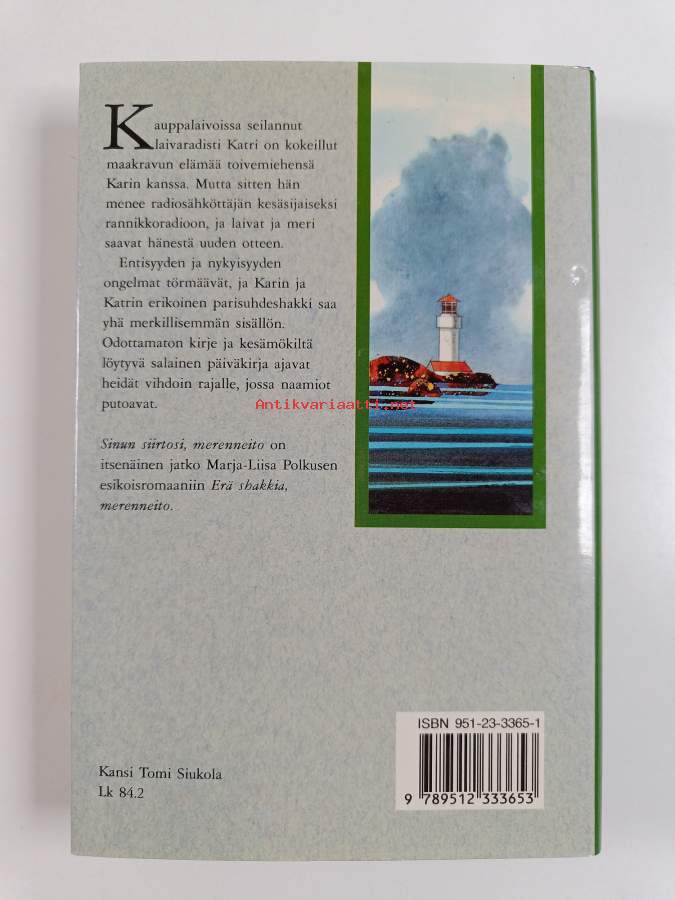 Kauppalaivoissa seilannut
laivaradisti Katri on kokeillut
maakravun elämää toivemiehensä
Karin kanssa. Mutta sitten hän
menee radiosähköttäjän kesäsijaiseksi
rannikkoradioon, ja laivat ja meri
saavat hänestä uuden otteen.
Entisyyden ja nykyisyyden
ongelmat törmäävät, ja Karin ja
Katrin erikoinen parisuhdeshakki saa
yhä merkillisemmän sisällön.
Odottamaton kirje ja kesämökiltä
löytyvä salainen päiväkirja ajavat
heidät vihdoin rajalle, jossa naamiot
putoavat.
Sinun siirtosi, merenneito on
itsenäinen jatko Marja-Liisa Polkusen
esikoisromaaniin Erä shakkia,
merenneito.
Antikvariaatti.net
ISBN 951-23-3365-1
9 789512 333653
Kansi Tomi Siukola
Lk 84.2